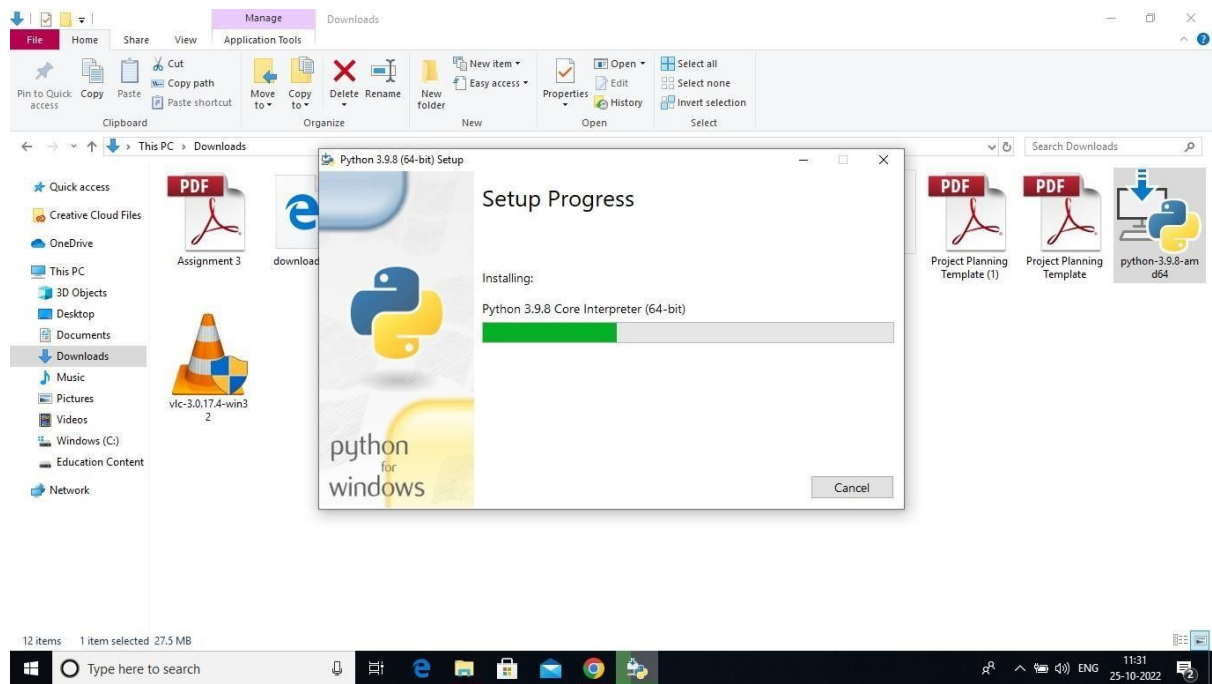 Manage
Downloads
File
Home
Share
View
Application Tools
Pin to Quick access
Copy
Paste
Cut
Copy path
Paste shortcut
Clipboard
Move to
Copy to
Delete
Rename
Organize
New folder
New item
Easy access
New
Properties
Open
Edit
History
Open
Select all
Select none
Invert selection
Select
This PC
Downloads
Search Downloads
Quick access
Creative Cloud Files
OneDrive
This PC
3D Objects
Desktop
Documents
Downloads
Music
Pictures
Videos
Windows (C:)
Education Content
Network
PDF
Assignment 3
download
vlc-3.0.17.4-win3
2
Python 3.9.8 (64-bit) Setup
Setup Progress
Installing:
Python 3.9.8 Core Interpreter (64-bit)
python
for
windows
Cancel
PDF
Project Planning
Template (1)
PDF
Project Planning
Template
python-3.9.8-am
d64
12 items
1 item selected 27.5 MB
Type here to search
ENG
11:31
25-10-2022
2